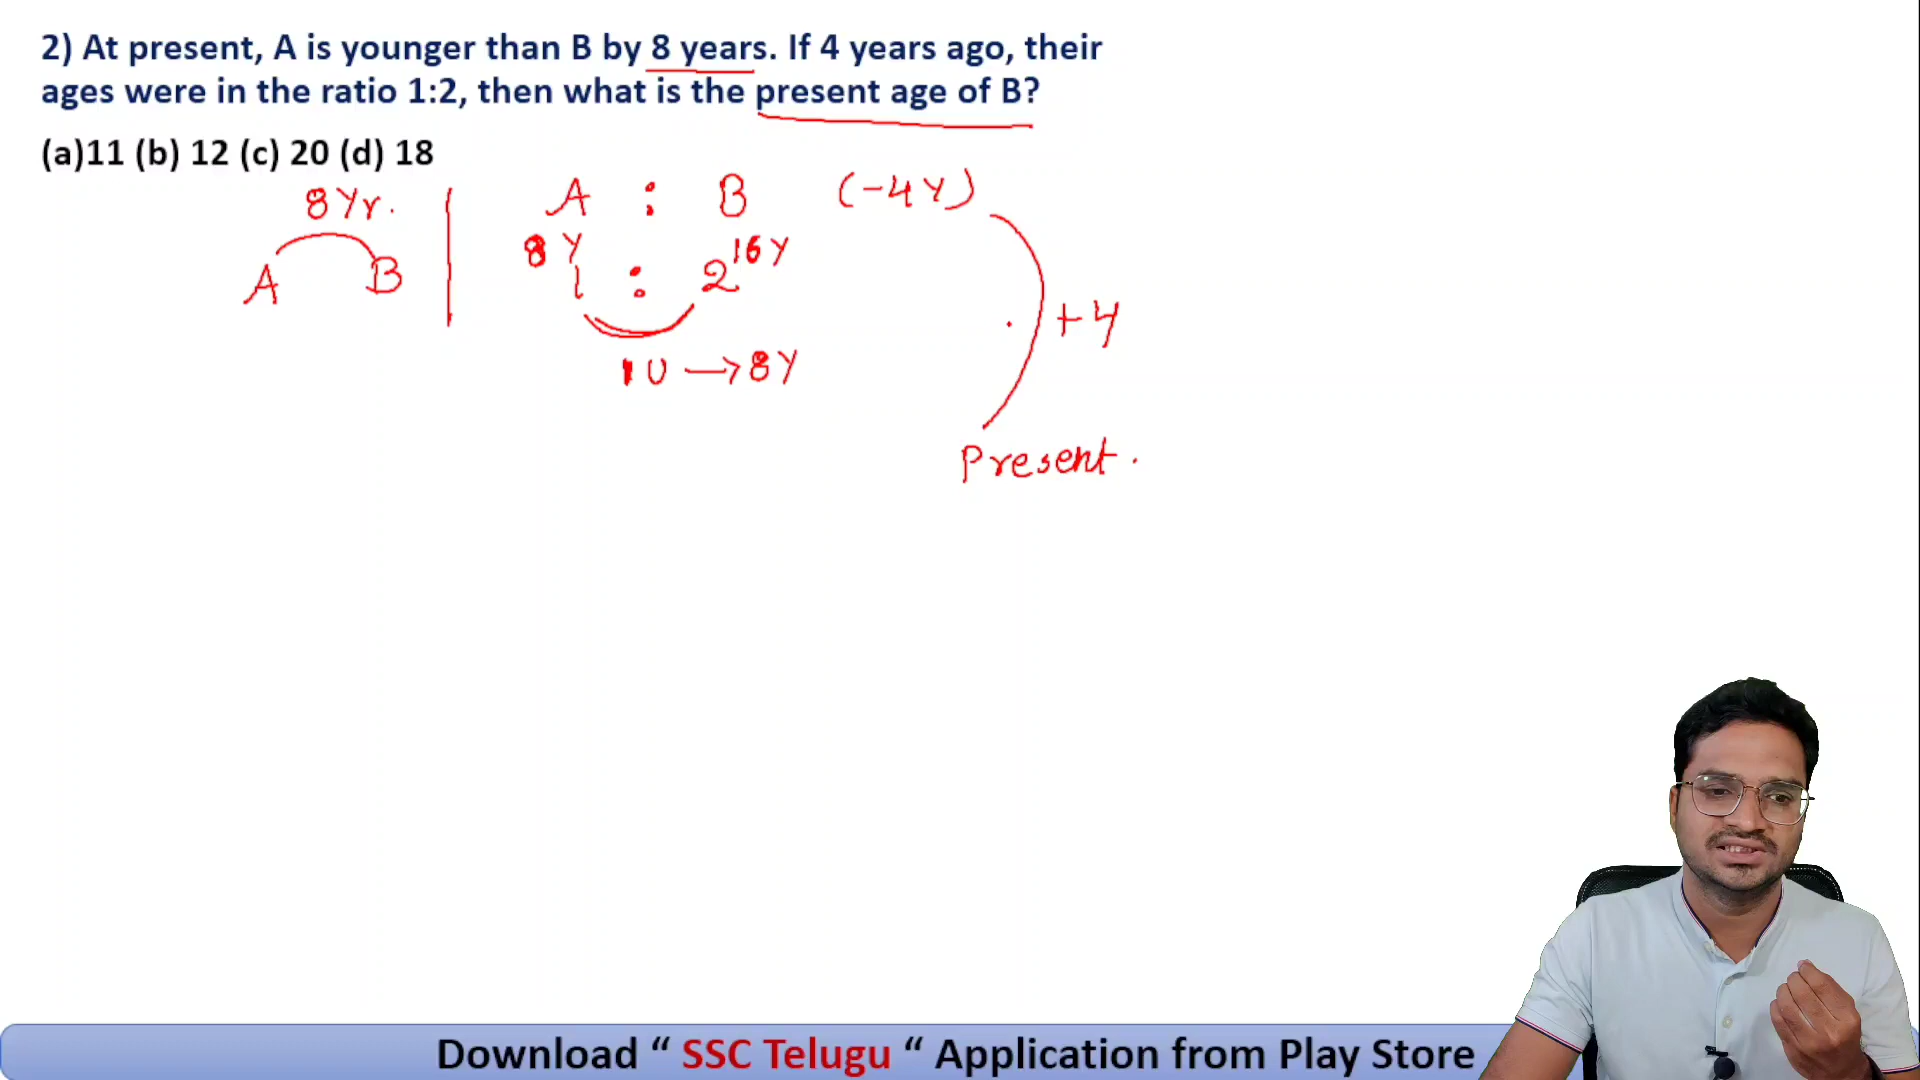 2) At present, A is younger than B by 8 years. If 4 years ago, their
ages were in the ratio 1:2, then what is the present age of B?
(a)11 (b) 12 (c) 20 (d) 18
8Yr.
A B
A : B (-4Y)
8Y 16Y
1 : 2
+4
1U → 8Y
Present.
Download “ SSC Telugu “ Application from Play Store